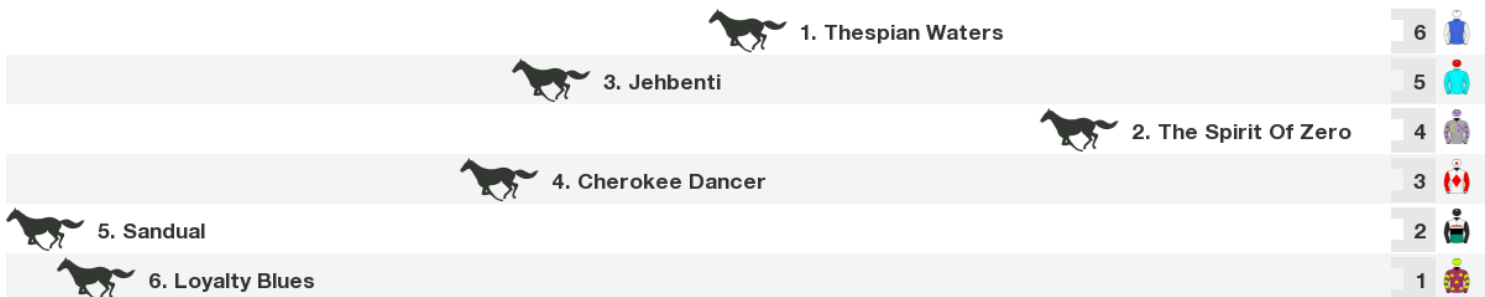 1. Thespian Waters 6
3. Jehbenti 5
2. The Spirit Of Zero 4
4. Cherokee Dancer 3
5. Sandual 2
6. Loyalty Blues 1